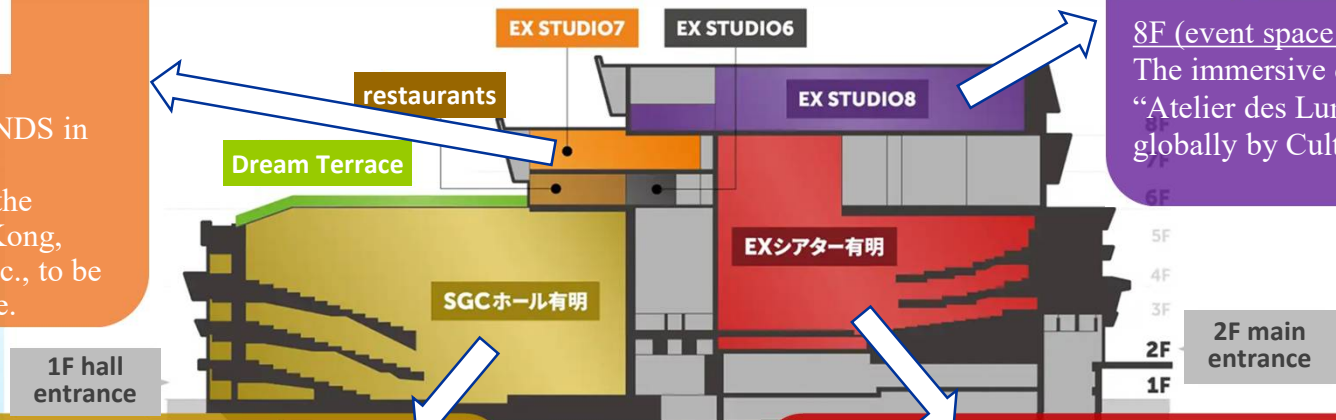 EX STUDIO7
EX STUDIO6
restaurants
Dream Terrace
NDS in
the
Kong,
c., to be
e.
8F (event space
The immersive
"Atelier des Lu
globally by Cult
EX STUDIO8
8F
7F
6F
5F
4F
3F
2F
1F
EXシアター有明
SGCホール有明
1F hall
entrance
2F main
entrance